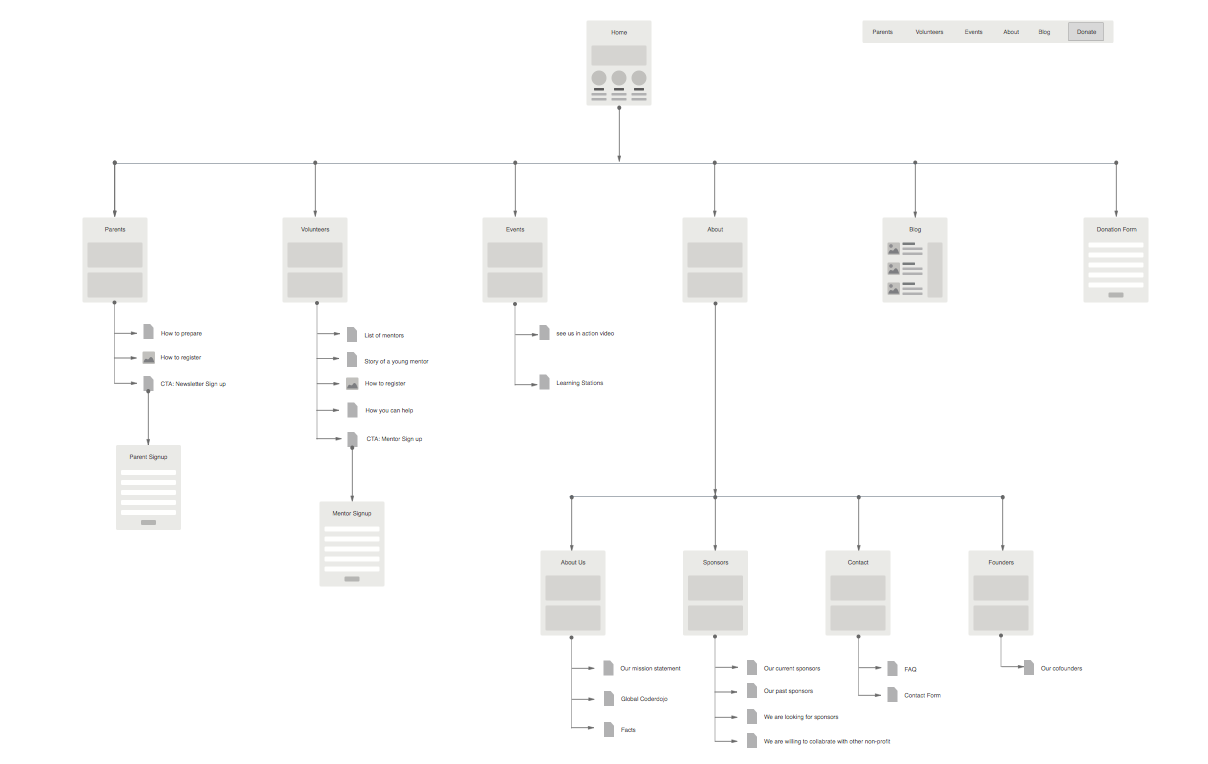 Home
Parents Volunteers Events About Blog Donate
Parents
Volunteers
Events
About
Blog
Donation Form
How to prepare
How to register
CTA: Newsletter Sign up
Parent Signup
List of mentors
Story of a young mentor
How to register
How you can help
CTA: Mentor Sign up
Mentor Signup
see us in action video
Learning Stations
About Us
Sponsors
Contact
Founders
Our mission statement
Global Coderdojo
Facts
Our current sponsors
Our past sponsors
We are looking for sponsors
We are willing to collabrate with other non-profit
FAQ
Contact Form
Our cofounders